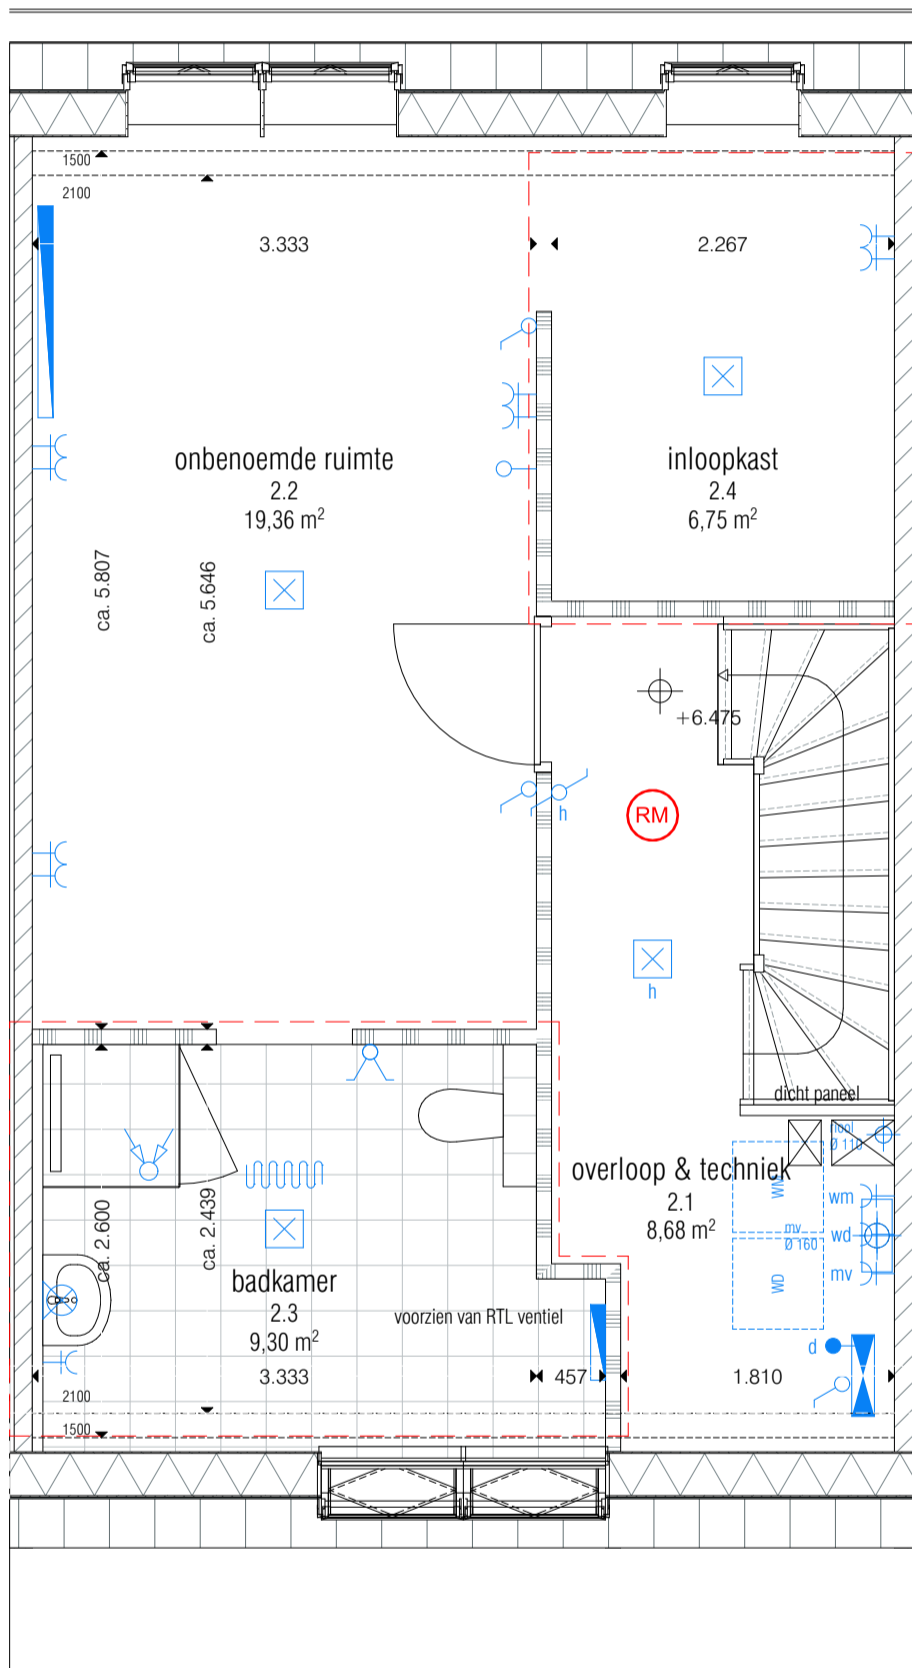 1500
2100
3.333
2.267
onbenoemde ruimte
2.2
19,36 m²
inloopkast
2.4
6,75 m²
ca. 5.807
ca. 5.646
+6.475
h
RM
h
dicht paneel
riool
Ø 110
overloop & techniek
2.1
8,68 m²
WM
wm
mv
Ø 160
wd
WD
mv
ca. 2.600
ca. 2.439
badkamer
2.3
9,30 m²
voorzien van RTL ventiel
d
3.333
457
1.810
2100
1500